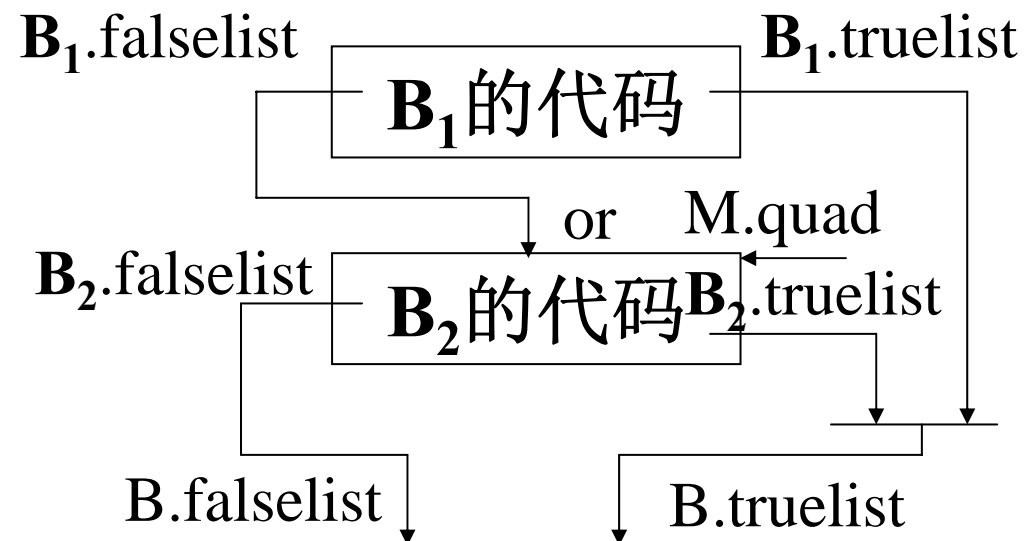 B₁.falselist
B₁.truelist
B₁的代码
or
M.quad
B₂.falselist
B₂的代码
B₂.truelist
B.falselist
B.truelist